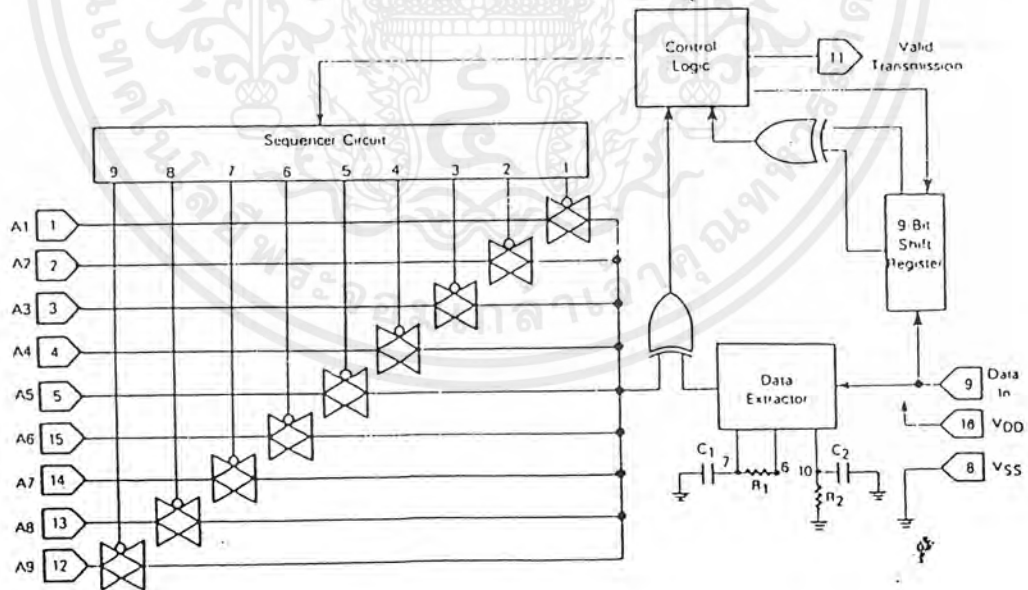 Control
Logic
11
Valid
Transmission
Sequencer Circuit
9 8 7 6 5 4 3 2 1
A1 1
A2 2
A3 3
A4 4
A5 5
A6 15
A7 14
A8 13
A9 12
9-Bit
Shift
Register
Data
Extractor
9 Data
In
16 VDD
8 VSS
C1 7 R1 6 10 C2
R2